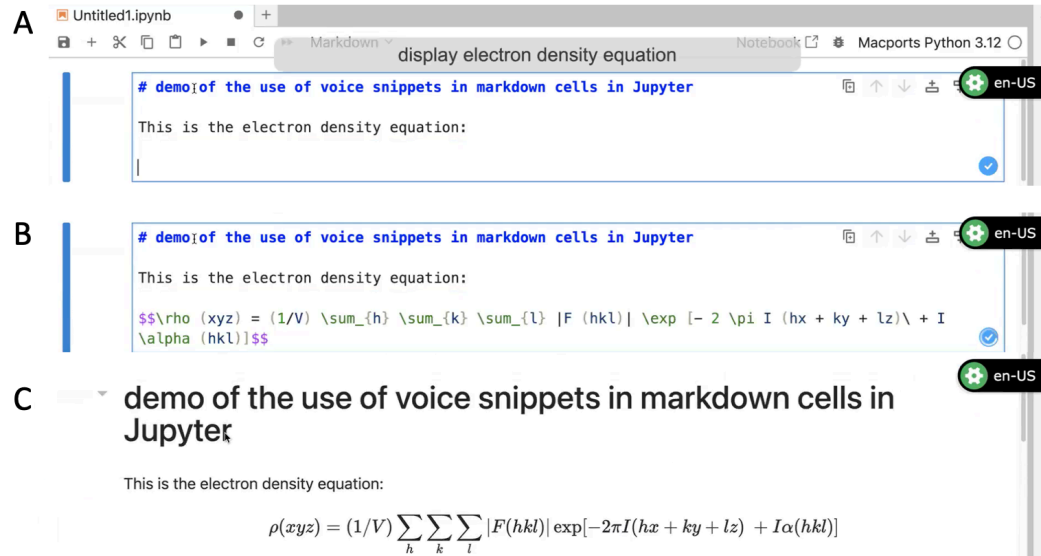 A
Untitled1.ipynb
Markdown
display electron density equation
Notebook
Macports Python 3.12
# demo of the use of voice snippets in markdown cells in Jupyter
en-US
This is the electron density equation:
B
# demo of the use of voice snippets in markdown cells in Jupyter
en-US
This is the electron density equation:
$$\rho (xyz) = (1/V) \sum_{h} \sum_{k} \sum_{l} |F (hkl)| \exp [− 2 \pi I (hx + ky + lz)\ + I
\alpha (hkl)]$$
en-US
C
demo of the use of voice snippets in markdown cells in
Jupyter
This is the electron density equation:
ρ(xyz) = (1/V) ∑ ∑ ∑ |F(hkl)| exp[−2πI(hx + ky + lz) + Iα(hkl)]
h k l